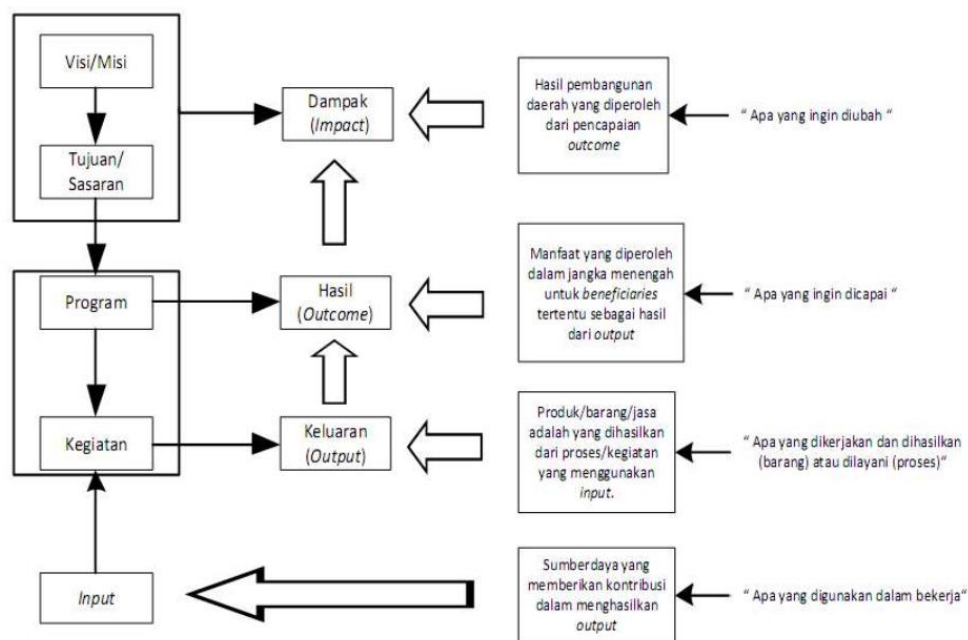 Visi/Misi
Tujuan/
Sasaran
Dampak
(Impact)
Hasil pembangunan
daerah yang diperoleh
dari pencapaian
outcome
“ Apa yang ingin diubah “
Program
Hasil
(Outcome)
Manfaat yang diperoleh
dalam jangka menengah
untuk beneficiaries
tertentu sebagai hasil
dari output
“ Apa yang ingin dicapai “
Kegiatan
Keluaran
(Output)
Produk/barang/jasa
adalah yang dihasilkan
dari proses/kegiatan
yang menggunakan
input.
“ Apa yang dikerjakan dan dihasilkan
(barang) atau dilayani (proses)“
Input
Sumberdaya yang
memberikan kontribusi
dalam menghasilkan
output
“ Apa yang digunakan dalam bekerja“